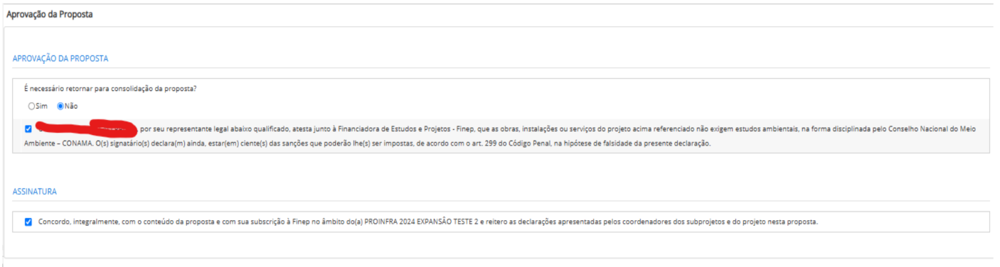 Aprovação da Proposta
APROVAÇÃO DA PROPOSTA
É necessário retornar para consolidação da proposta?
Sim Não
por seu representante legal abaixo qualificado, atesta junto à Financiadora de Estudos e Projetos - Finep, que as obras, instalações ou serviços do projeto acima referenciado não exigem estudos ambientais, na forma disciplinada pelo Conselho Nacional do Meio
Ambiente – CONAMA. O(s) signatário(s) declara(m) ainda, estar(em) ciente(s) das sanções que poderão lhe(s) ser impostas, de acordo com o art. 299 do Código Penal, na hipótese de falsidade da presente declaração.
ASSINATURA
Concordo, integralmente, com o conteúdo da proposta e com sua subscrição à Finep no âmbito do(a) PROINFRA 2024 EXPANSÃO TESTE 2 e reitero as declarações apresentadas pelos coordenadores dos subprojetos e do projeto nesta proposta.